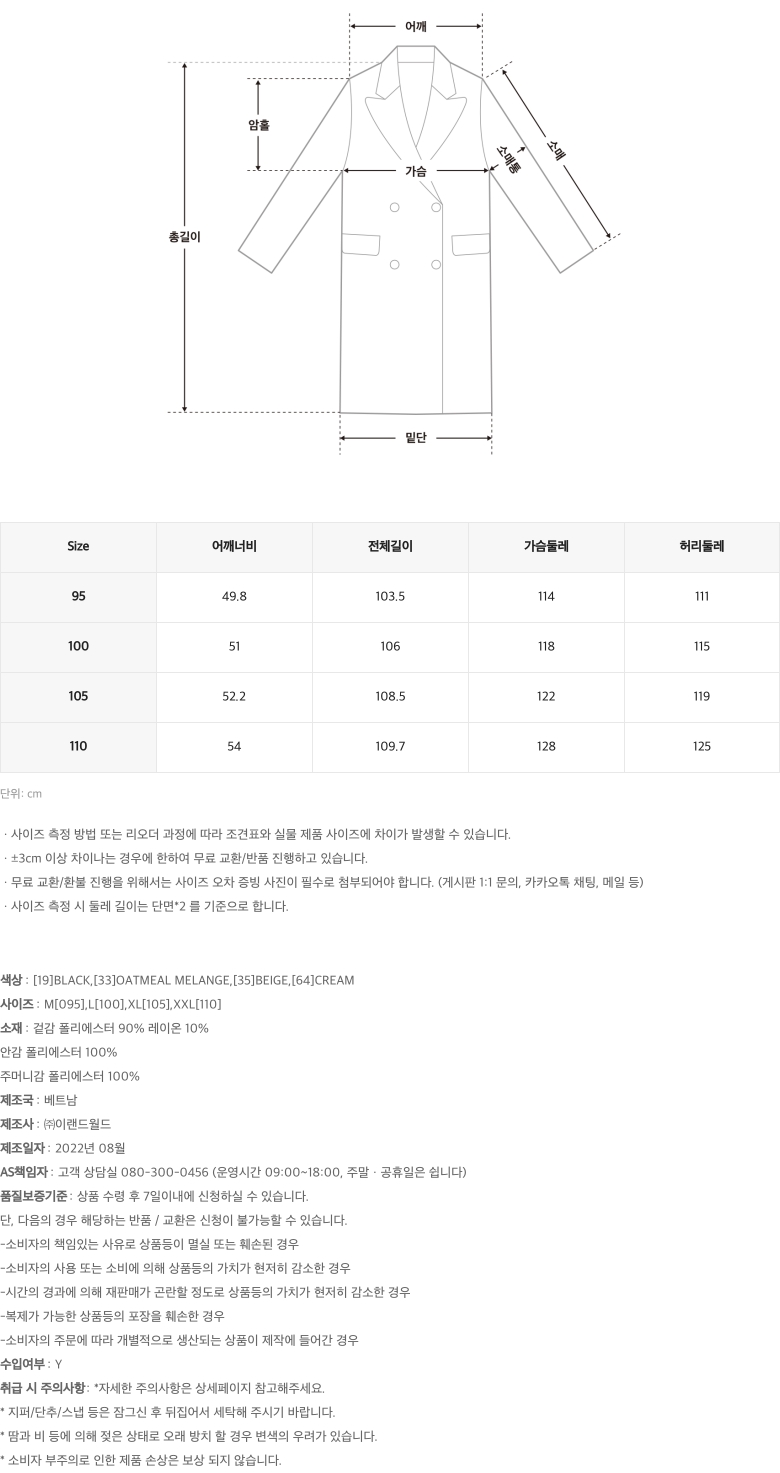 어깨
암홀
소매
소매통
가슴
총길이
밑단
Size 어깨너비 전체길이 가슴둘레 허리둘레
95 49.8 103.5 114 111
100 51 106 118 115
105 52.2 108.5 122 119
110 54 109.7 128 125
단위: cm
· 사이즈 측정 방법 또는 리오더 과정에 따라 조견표와 실물 제품 사이즈에 차이가 발생할 수 있습니다.
· ±3cm 이상 차이나는 경우에 한하여 무료 교환/반품 진행하고 있습니다.
· 무료 교환/환불 진행을 위해서는 사이즈 오차 증빙 사진이 필수로 첨부되어야 합니다. (게시판 1:1 문의, 카카오톡 채팅, 메일 등)
· 사이즈 측정 시 둘레 길이는 단면*2 를 기준으로 합니다.
색상 : [19]BLACK,[33]OATMEAL MELANGE,[35]BEIGE,[64]CREAM
사이즈 : M[095],L[100],XL[105],XXL[110]
소재 : 겉감 폴리에스터 90% 레이온 10%
안감 폴리에스터 100%
주머니감 폴리에스터 100%
제조국 : 베트남
제조사 : ㈜이랜드월드
제조일자 : 2022년 08월
AS책임자 : 고객 상담실 080-300-0456 (운영시간 09:00~18:00, 주말 · 공휴일은 쉽니다)
품질보증기준 : 상품 수령 후 7일이내에 신청하실 수 있습니다.
단, 다음의 경우 해당하는 반품 / 교환은 신청이 불가능할 수 있습니다.
-소비자의 책임있는 사유로 상품등이 멸실 또는 훼손된 경우
-소비자의 사용 또는 소비에 의해 상품등의 가치가 현저히 감소한 경우
-시간의 경과에 의해 재판매가 곤란할 정도로 상품등의 가치가 현저히 감소한 경우
-복제가 가능한 상품등의 포장을 훼손한 경우
-소비자의 주문에 따라 개별적으로 생산되는 상품이 제작에 들어간 경우
수입여부 : Y
취급 시 주의사항 : *자세한 주의사항은 상세페이지 참고해주세요.
* 지퍼/단추/스냅 등은 잠그신 후 뒤집어서 세탁해 주시기 바랍니다.
* 땀과 비 등에 의해 젖은 상태로 오래 방치 할 경우 변색의 우려가 있습니다.
* 소비자 부주의로 인한 제품 손상은 보상 되지 않습니다.